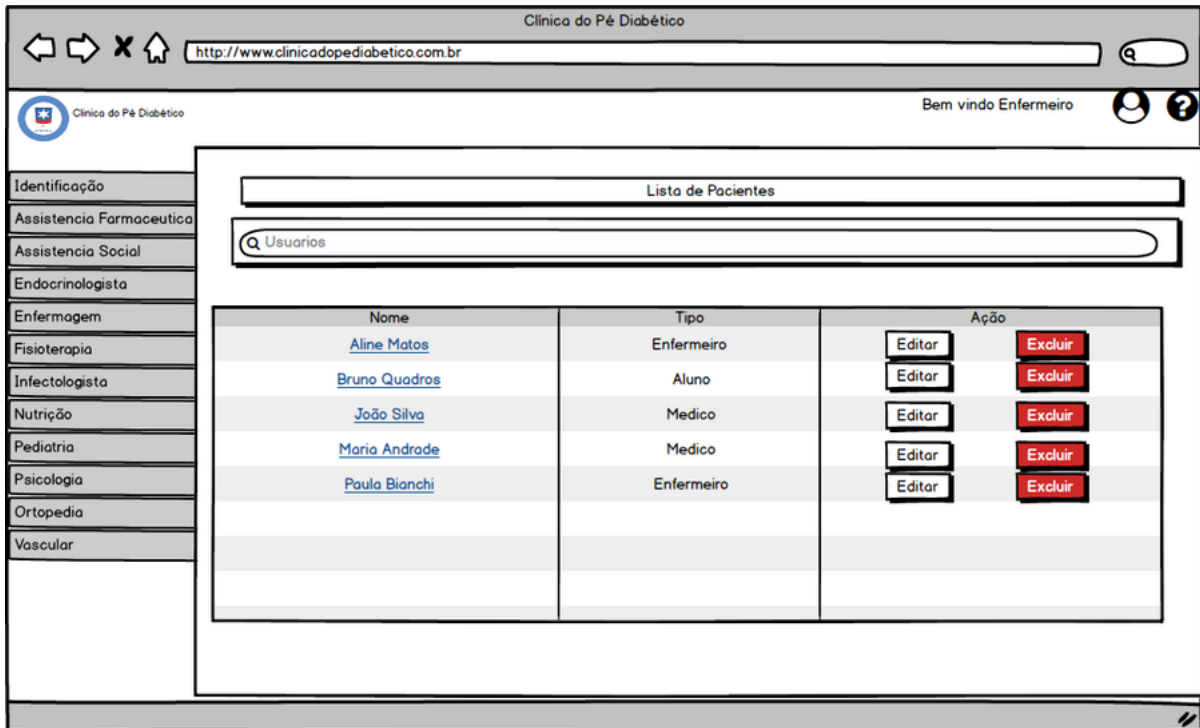 Clínica do Pé Diabético
http://www.clinicadopediabetico.com.br
Clínica do Pé Diabético
Bem vindo Enfermeiro
Identificação
Assistencia Farmaceutica
Assistencia Social
Endocrinologista
Enfermagem
Fisioterapia
Infectologista
Nutrição
Pediatria
Psicologia
Ortopedia
Vascular
Lista de Pacientes
Usuarios
Nome Tipo Ação
Aline Matos Enfermeiro Editar Excluir
Bruno Quadros Aluno Editar Excluir
João Silva Medico Editar Excluir
Maria Andrade Medico Editar Excluir
Paula Bianchi Enfermeiro Editar Excluir